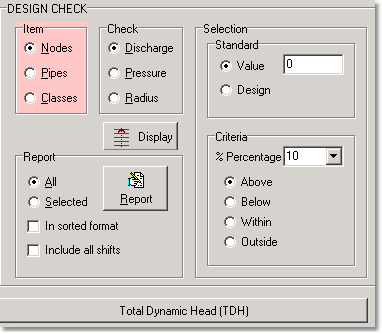 DESIGN CHECK
Item
Nodes
Pipes
Classes
Check
Discharge
Pressure
Radius
Display
Report
All
Selected
In sorted format
Include all shifts
Report
Selection
Standard
Value 0
Design
Criteria
% Percentage 10
Above
Below
Within
Outside
Total Dynamic Head (TDH)